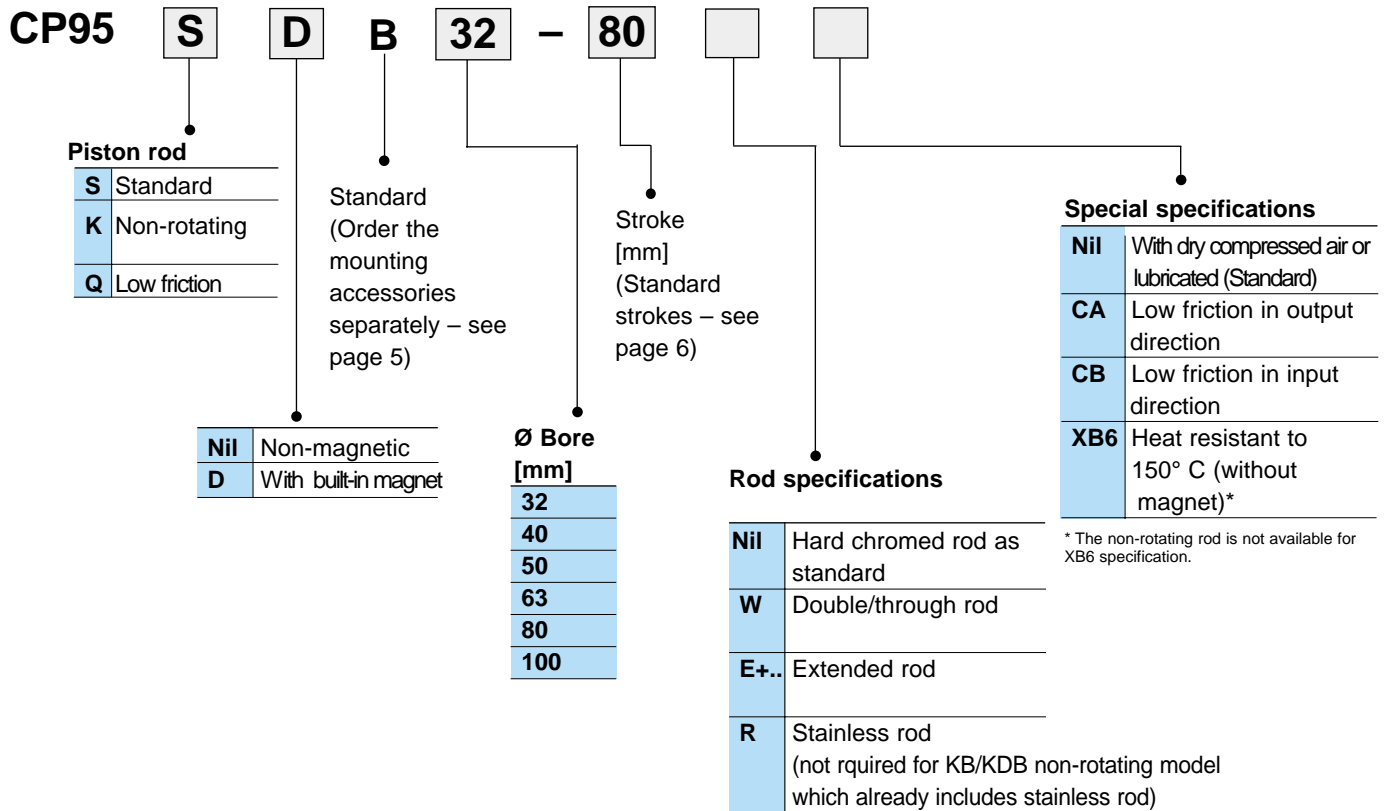 CP95 S D B 32 – 80
Piston rod
S Standard
K Non-rotating
Q Low friction
Standard
(Order the
mounting
accessories
separately – see
page 5)
Stroke
[mm]
(Standard
strokes – see
page 6)
Special specifications
Nil With dry compressed air or
lubricated (Standard)
CA Low friction in output
direction
CB Low friction in input
direction
XB6 Heat resistant to
150° C (without
magnet)*
* The non-rotating rod is not available for
XB6 specification.
Nil Non-magnetic
D With built-in magnet
Ø Bore
[mm]
32
40
50
63
80
100
Rod specifications
Nil Hard chromed rod as
standard
W Double/through rod
E+.. Extended rod
R Stainless rod
(not rquired for KB/KDB non-rotating model
which already includes stainless rod)